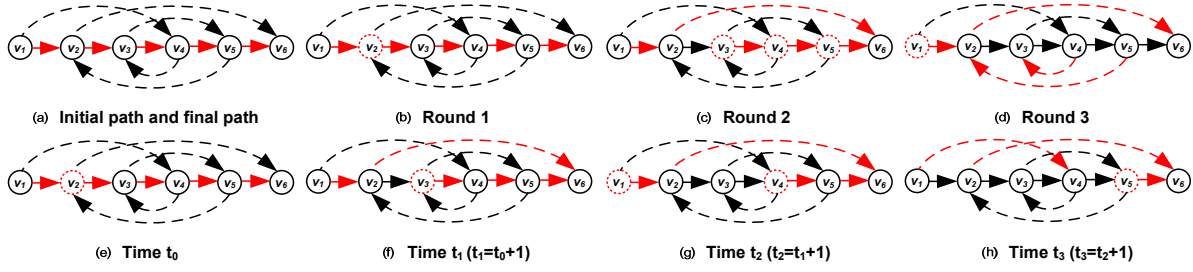 v1 v2 v3 v4 v5 v6
(a) Initial path and final path
v1 v2 v3 v4 v5 v6
(b) Round 1
v1 v2 v3 v4 v5 v6
(c) Round 2
v1 v2 v3 v4 v5 v6
(d) Round 3
v1 v2 v3 v4 v5 v6
(e) Time t0
v1 v2 v3 v4 v5 v6
(f) Time t1 (t1=t0+1)
v1 v2 v3 v4 v5 v6
(g) Time t2 (t2=t1+1)
v1 v2 v3 v4 v5 v6
(h) Time t3 (t3=t2+1)